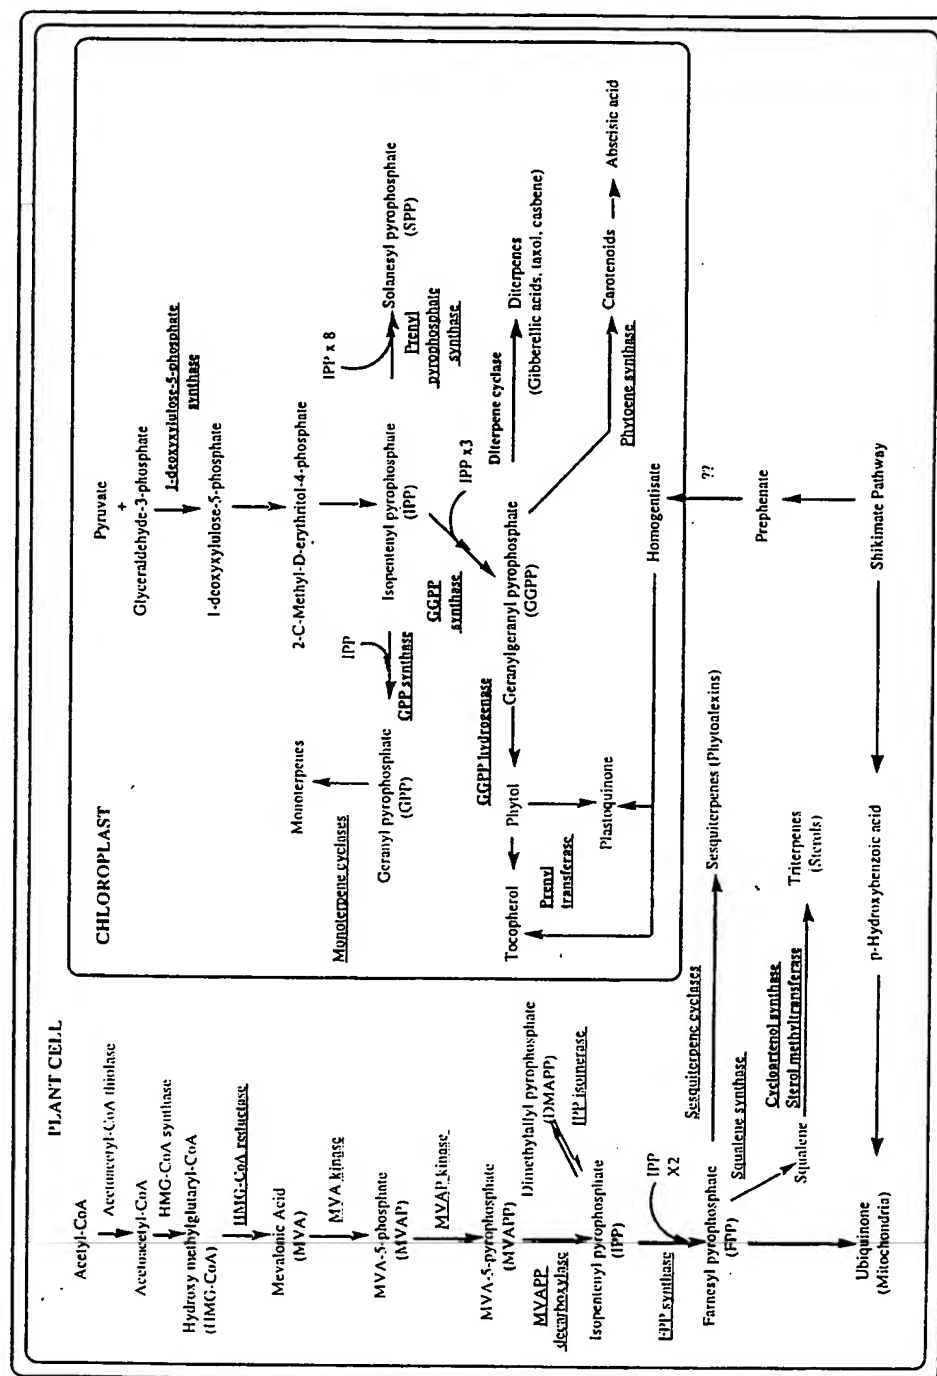 PLANT CELL
Acetyl-CoA
Acetoacetyl-CoA thiolase
Acetoacetyl-CoA
HMG-CoA synthase
Hydroxy methylglutaryl-CoA
(HMG-CoA)
HMG-CoA reductase
Mevalonic Acid
(MVA)
MVA kinase
MVA-5-phosphate
(MVAP)
MVAP kinase
MVA-5-pyrophosphate
(MVAPP)
MVAPP
decarboxylase
Dimethylallyl pyrophosphate
(DMAPP)
IPP isomerase
Isopentenyl pyrophosphate
(IPP)
IPP
X2
FPP synthase
Farnesyl pyrophosphate
(FPP)
Sesquiterpene cyclases
Sesquiterpenes (Phytoalexins)
Squalene synthase
Squalene
Cycloartenol synthase
Sterol methyltransferase
Triterpenes
(Sterols)
Ubiquinone
(Mitochondria)
p-Hydroxybenzoic acid
Shikimate Pathway
Prephenate
??
CHLOROPLAST
Pyruvate
+
Glyceraldehyde-3-phosphate
1-deoxyxylulose-5-phosphate
synthase
1-deoxyxylulose-5-phosphate
2-C-Methyl-D-erythritol-4-phosphate
Monoterpenes
Monoterpene cyclases
Geranyl pyrophosphate
(GPP)
IPP
GPP synthase
Isopentenyl pyrophosphate
(IPP)
IPP x 8
Prenyl
pyrophosphate
synthase
Solanesyl pyrophosphate
(SPP)
GGPP
synthase
IPP x3
GGPP hydrogenase
Geranylgeranyl pyrophosphate
(GGPP)
Diterpene cyclase
Diterpenes
(Gibberellic acids, taxol, casbene)
Tocopherol
Phytol
Prenyl
transferase
Plastoquinone
Phytoene synthase
Carotenoids
Abscisic acid
Homogentisate